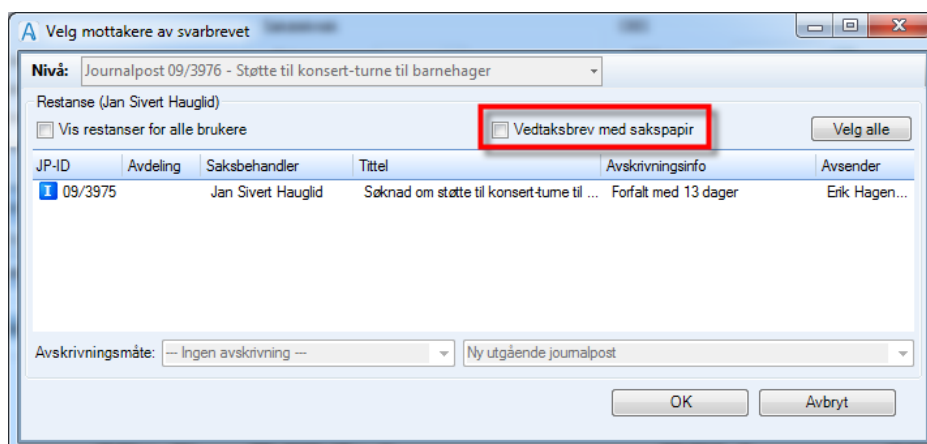 Velg mottakere av svarbrevet
Nivå: Journalpost 09/3976 - Støtte til konsert-turne til barnehager
Restanse (Jan Sivert Hauglid)
Vis restanser for alle brukere Vedtaksbrev med sakspapir Velg alle
JP-ID Avdeling Saksbehandler Tittel Avskrivningsinfo Avsender
I 09/3975 Jan Sivert Hauglid Søknad om støtte til konsert-turne til ... Forfalt med 13 dager Erik Hagen...
Avskrivningsmåte: --- Ingen avskrivning --- Ny utgående journalpost
OK Avbryt